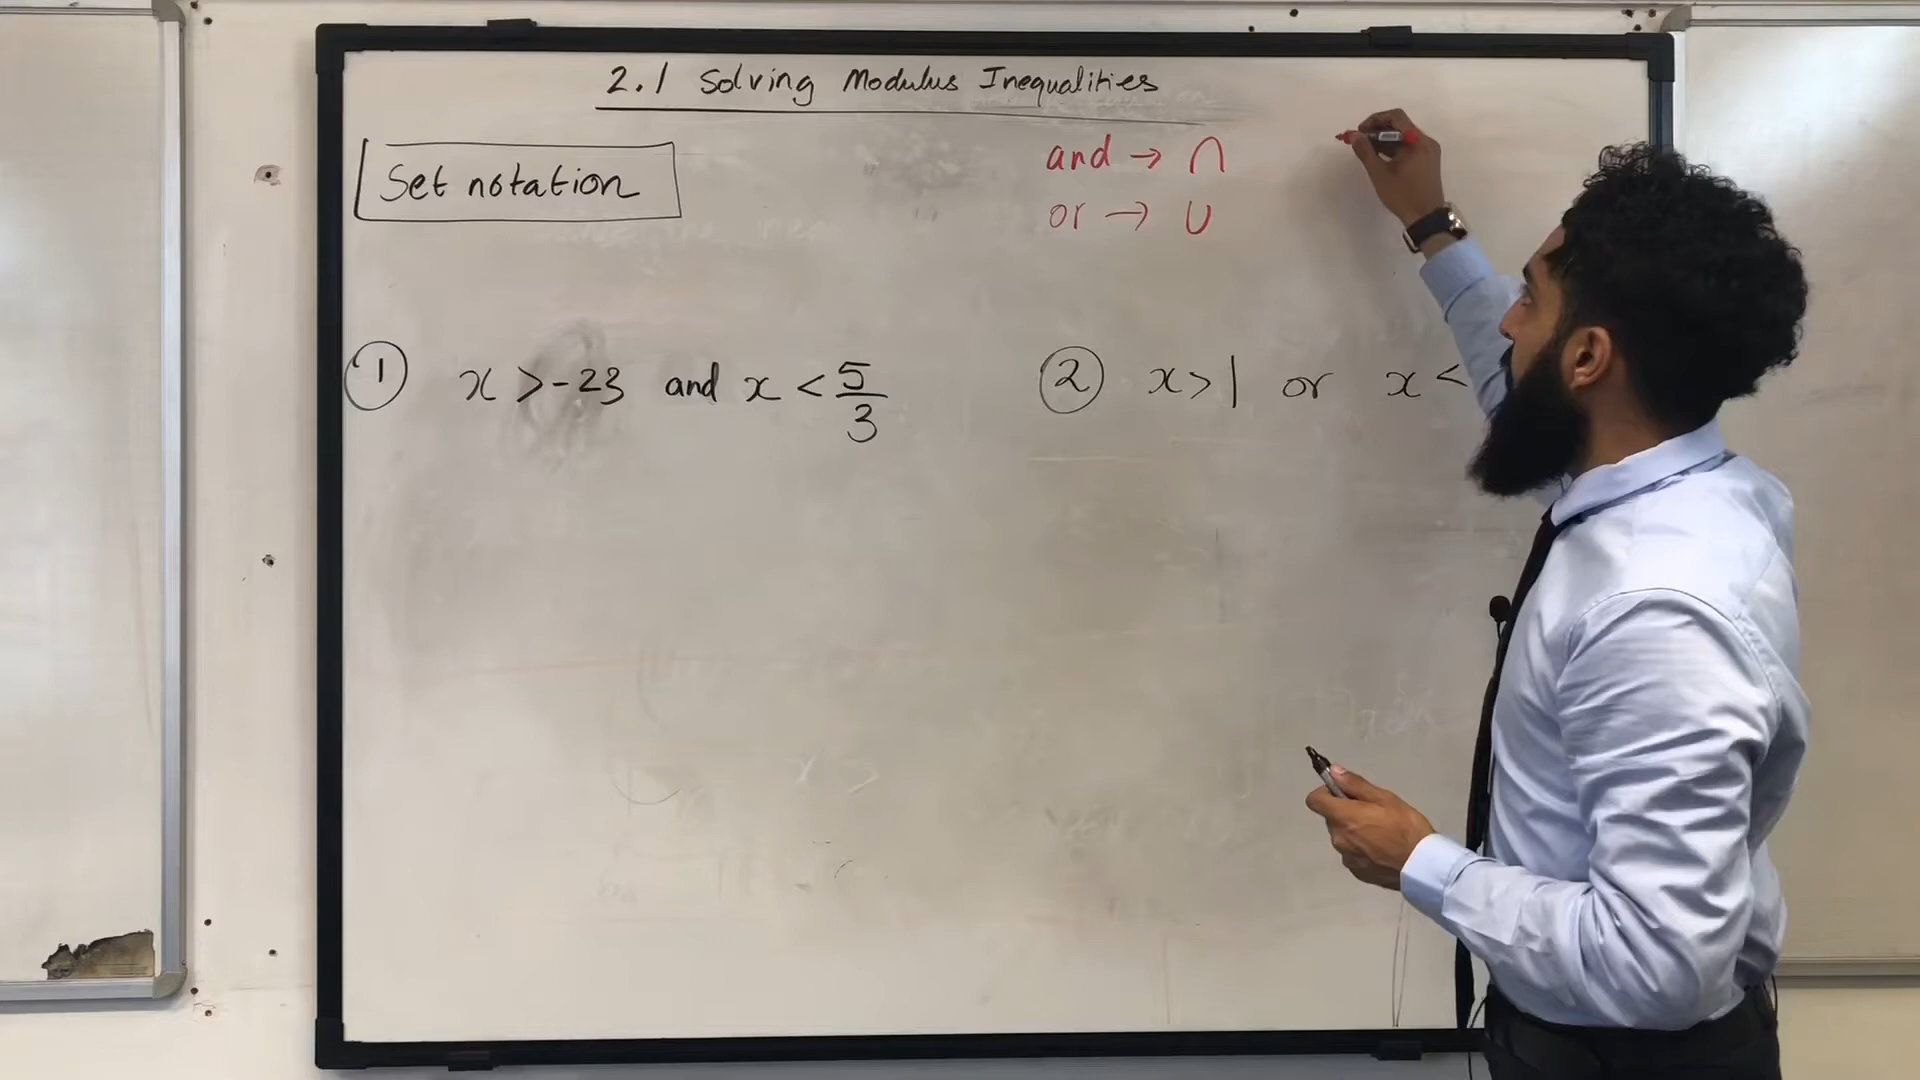 2.1 Solving Modulus Inequalities
Set notation
and → ∩
or → ∪
① x > -23 and x < 5/3
② x > 1 or x <